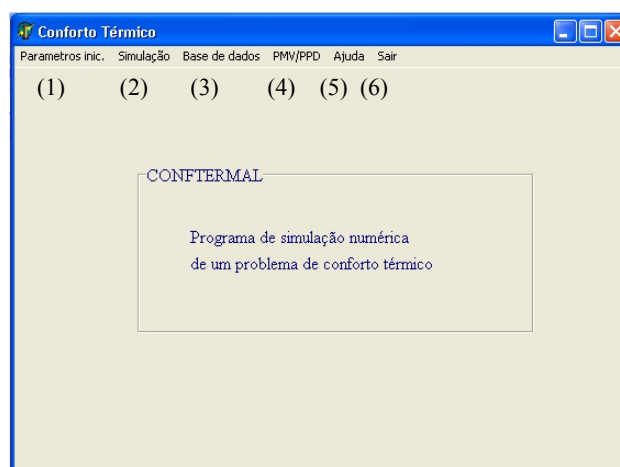 Conforto Térmico
Parametros inic. Simulação Base de dados PMV/PPD Ajuda Sair
(1) (2) (3) (4) (5) (6)
CONFTERMAL
Programa de simulação numérica
de um problema de conforto térmico